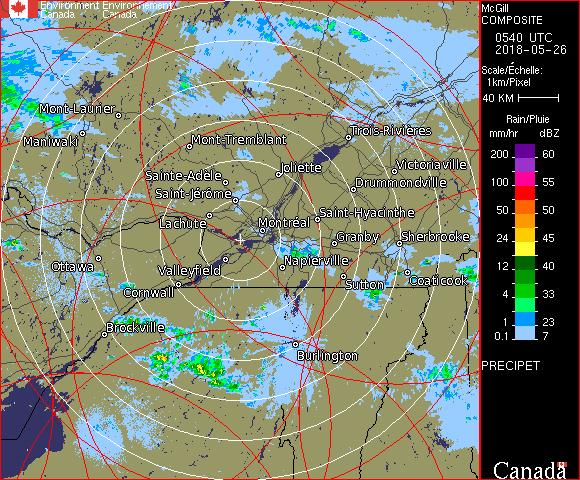 Environment Environnement
Canada Canada
McGill
COMPOSITE
0540 UTC
2018-05-26
Scale/Échelle:
1km/Pixel
40 KM
Rain/Pluie
mm/hr dBZ
200 60
100 55
50 50
24 45
12 40
4 33
1 23
0.1 7
PRECIPET
Canada
Mont-Laurier
Maniwaki
Mont-Tremblant
Trois-Rivières
Joliette
Victoriaville
Sainte-Adèle
Saint-Jérôme
Drummondville
Lachute
Saint-Hyacinthe
Montréal
Granby
Sherbrooke
Ottawa
Valleyfield
Napierville
Cornwall
Sutton
Coaticook
Brockville
Burlington